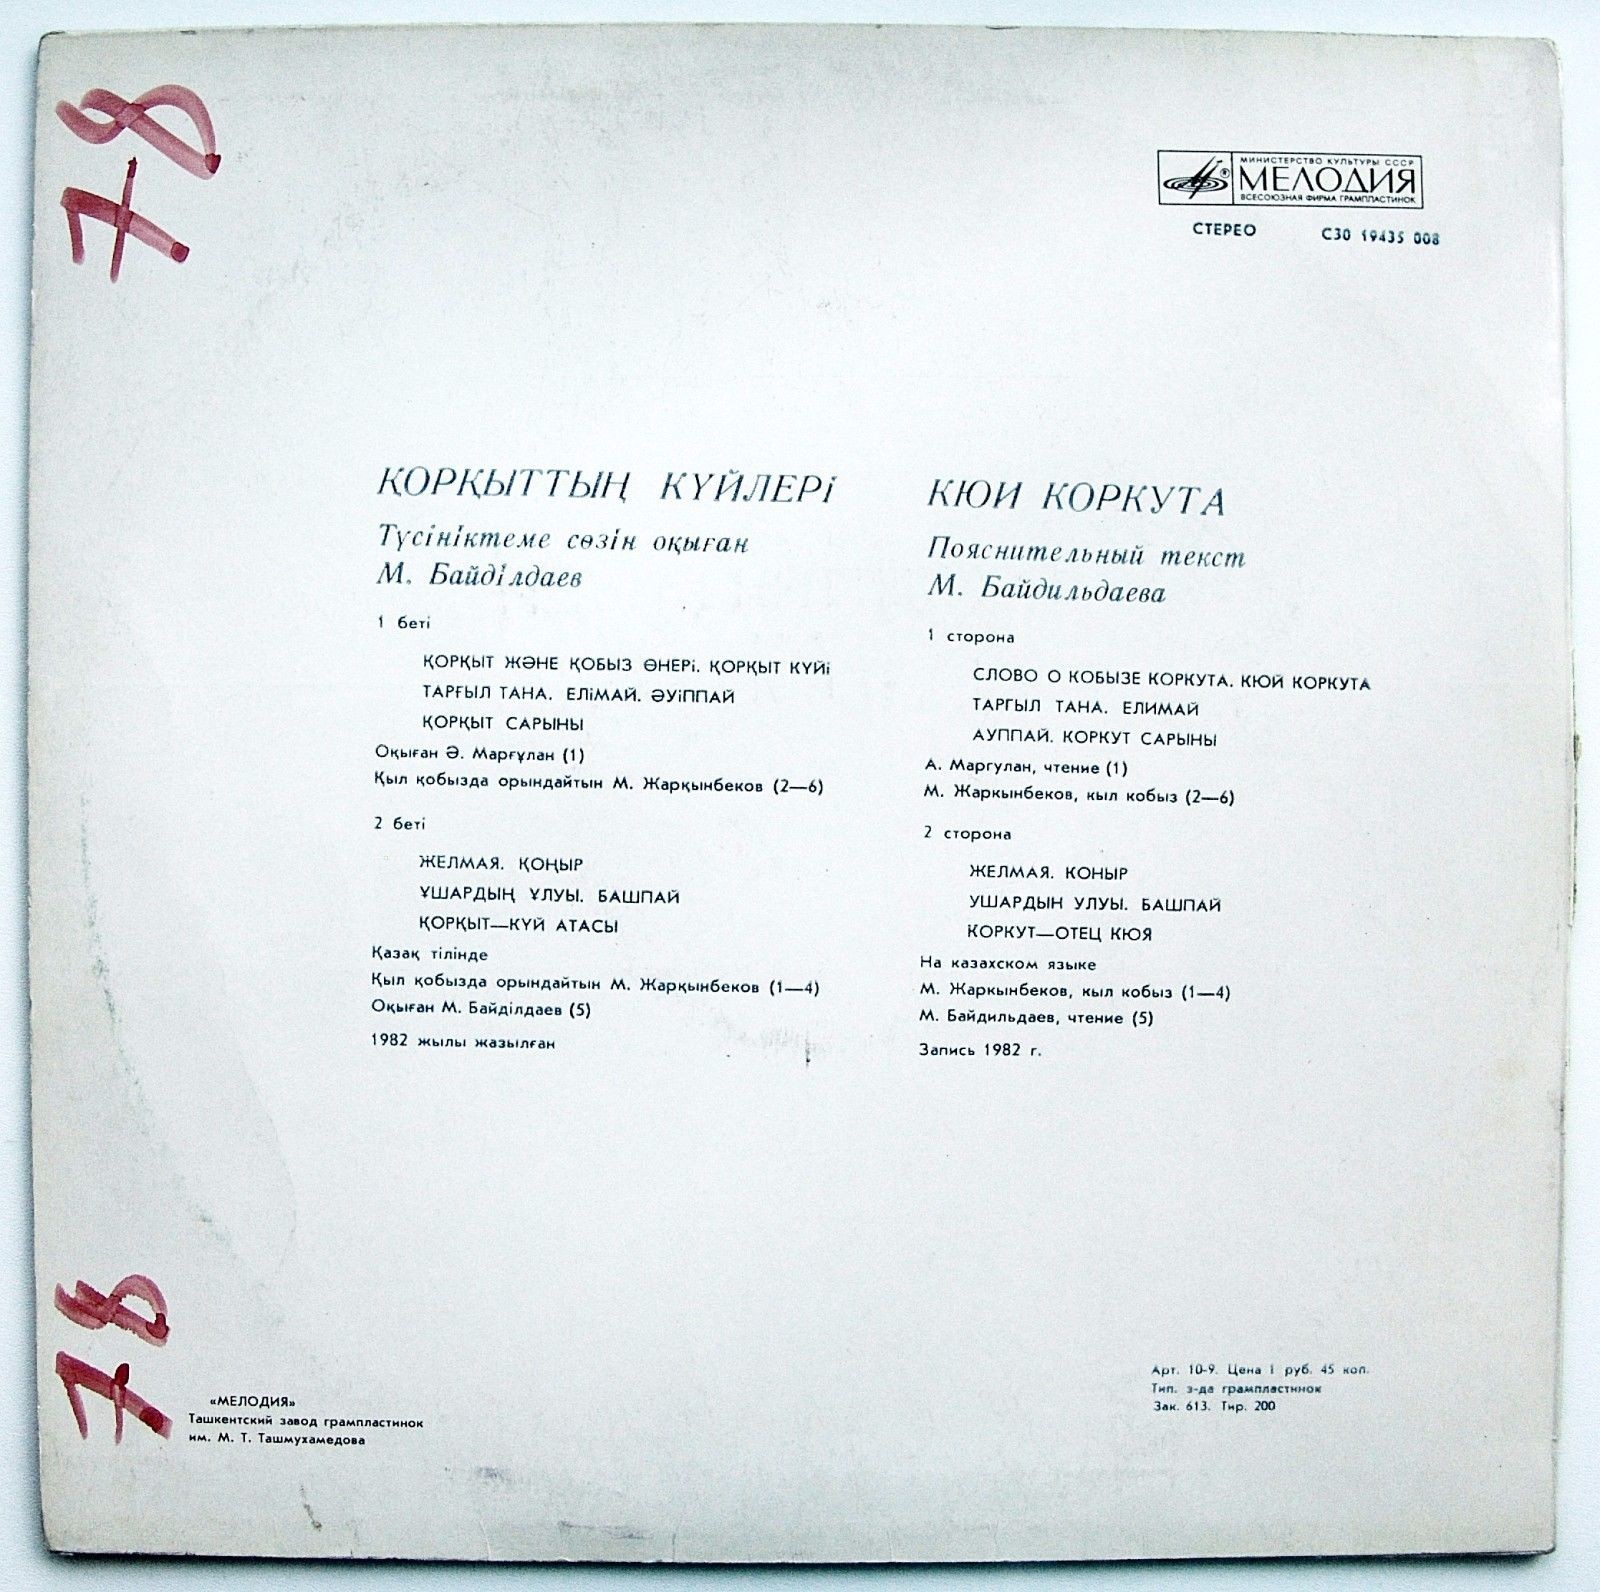 78
МИНИСТЕРСТВО КУЛЬТУРЫ СССР
МЕЛОДИЯ
ВСЕСОЮЗНАЯ ФИРМА ГРАМПЛАСТИНОК
СТЕРЕО С30 19435 008
ҚОРҚЫТТЫҢ КҮЙЛЕРІ
Түсініктеме сөзін оқыған
М. Байділдаев
1 беті
ҚОРҚЫТ ЖӘНЕ ҚОБЫЗ ӨНЕРІ. ҚОРҚЫТ КҮЙІ
ТАРҒЫЛ ТАНА. ЕЛІМАЙ. ӘУІППАЙ
ҚОРҚЫТ САРЫНЫ
Оқыған Ә. Марғұлан (1)
Қыл қобызда орындайтын М. Жарқынбеков (2—6)
2 беті
ЖЕЛМАЯ. ҚОҢЫР
ҰШАРДЫҢ ҰЛУЫ. БАШПАЙ
ҚОРҚЫТ—КҮЙ АТАСЫ
Қазақ тілінде
Қыл қобызда орындайтын М. Жарқынбеков (1—4)
Оқыған М. Байділдаев (5)
1982 жылы жазылған
КЮИ КОРКУТА
Пояснительный текст
М. Байдильдаева
1 сторона
СЛОВО О КОБЫЗЕ КОРКУТА. КЮЙ КОРКУТА
ТАРГЫЛ ТАНА. ЕЛИМАЙ
АУППАЙ. КОРКУТ САРЫНЫ
А. Маргулан, чтение (1)
М. Жаркынбеков, кыл кобыз (2—6)
2 сторона
ЖЕЛМАЯ. КОНЫР
УШАРДЫН УЛУЫ. БАШПАЙ
КОРКУТ—ОТЕЦ КЮЯ
На казахском языке
М. Жаркынбеков, кыл кобыз (1—4)
М. Байдильдаев, чтение (5)
Запись 1982 г.
78
«МЕЛОДИЯ»
Ташкентский завод грампластинок
им. М. Т. Ташмухамедова
Арт. 10-9. Цена 1 руб. 45 коп.
Тип. з-да грампластинок
Зак. 613. Тир. 200